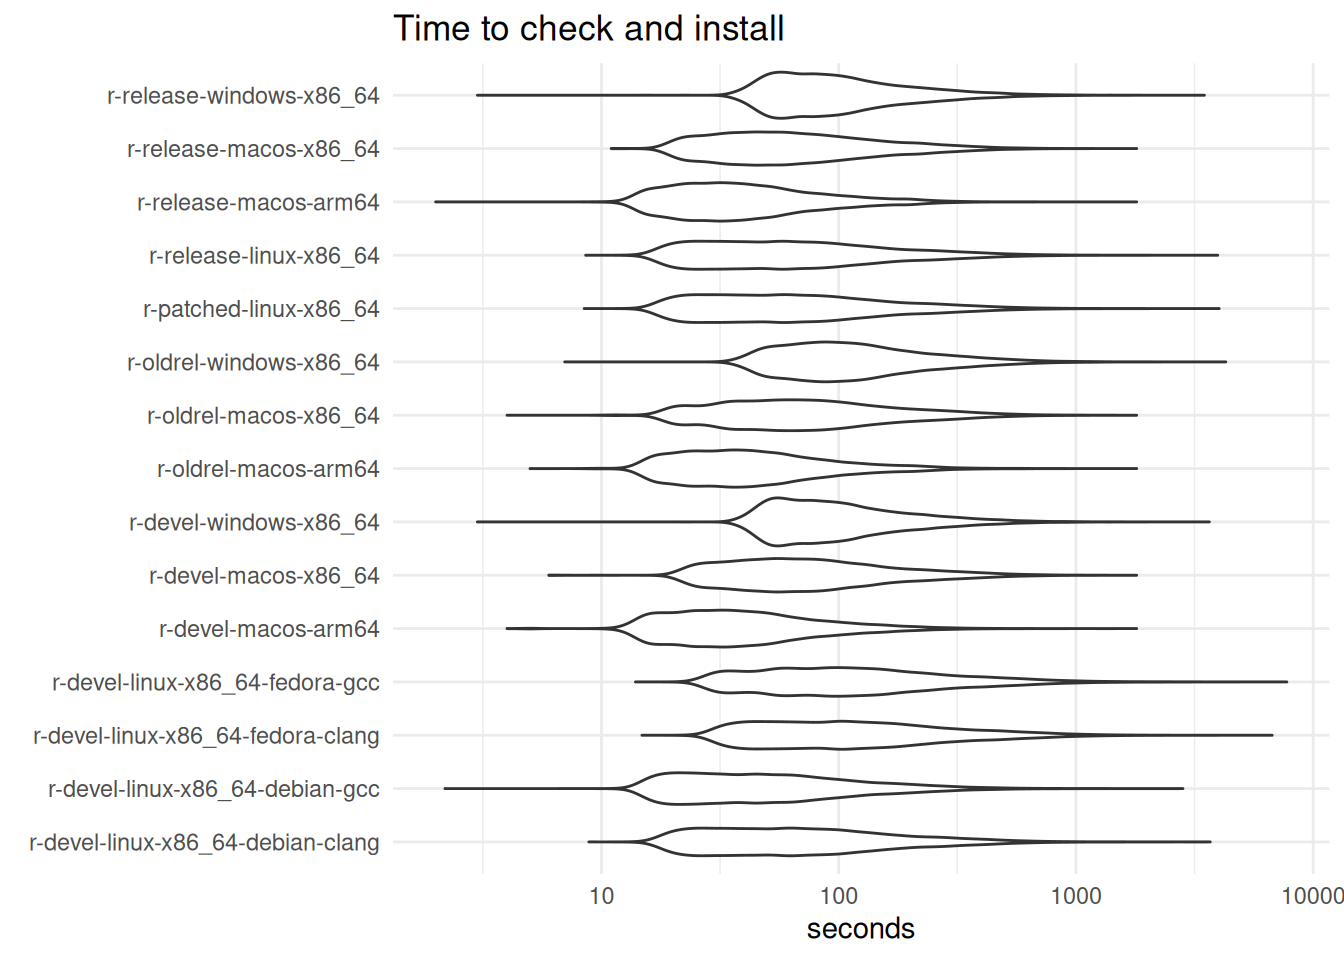 Time to check and install
r-release-windows-x86_64
r-release-macos-x86_64
r-release-macos-arm64
r-release-linux-x86_64
r-patched-linux-x86_64
r-oldrel-windows-x86_64
r-oldrel-macos-x86_64
r-oldrel-macos-arm64
r-devel-windows-x86_64
r-devel-macos-x86_64
r-devel-macos-arm64
r-devel-linux-x86_64-fedora-gcc
r-devel-linux-x86_64-fedora-clang
r-devel-linux-x86_64-debian-gcc
r-devel-linux-x86_64-debian-clang
10 100 1000 10000
seconds